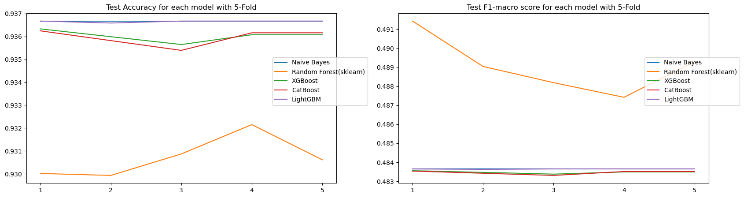 Test Accuracy for each model with 5-Fold
0.937
0.936
0.935
0.934
0.933
0.932
0.931
0.930
1 2 3 4 5
Naive Bayes
Random Forest(sklearn)
XGBoost
CatBoost
LightGBM
Test F1-macro score for each model with 5-Fold
0.491
0.490
0.489
0.488
0.487
0.486
0.485
0.484
0.483
1 2 3 4 5
Naive Bayes
Random Forest(sklearn)
XGBoost
CatBoost
LightGBM